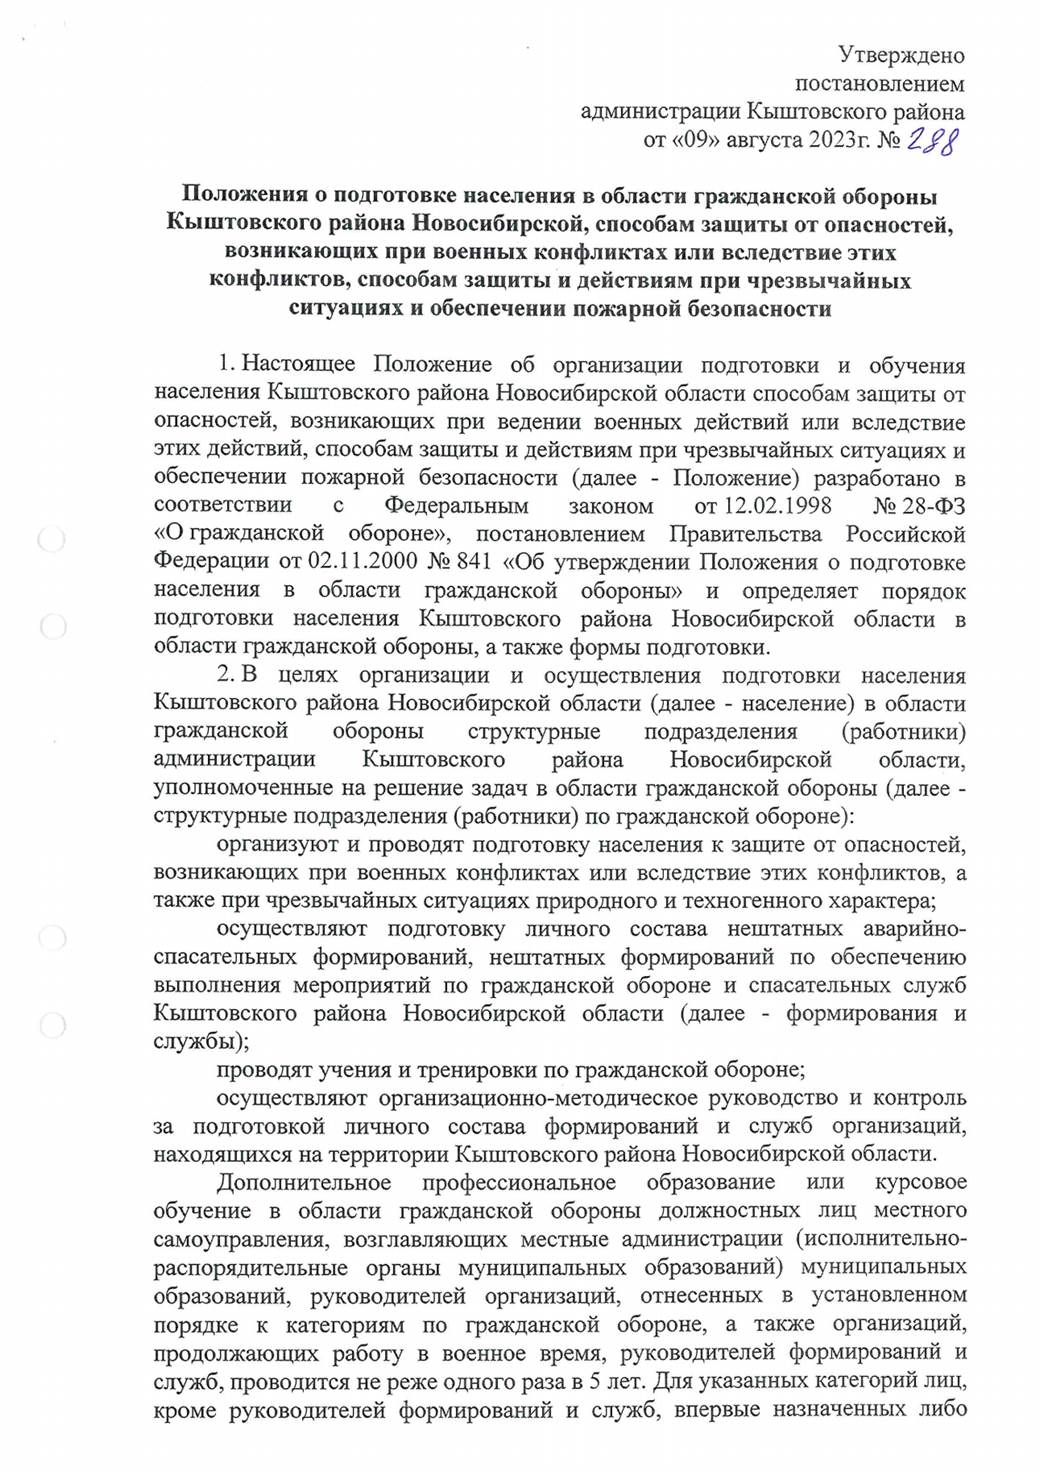 Утверждено
постановлением
администрации Кыштовского района
от «09» августа 2023г. № 288
Положения о подготовке населения в области гражданской обороны
Кыштовского района Новосибирской, способам защиты от опасностей,
возникающих при военных конфликтах или вследствие этих
конфликтов, способам защиты и действиям при чрезвычайных
ситуациях и обеспечении пожарной безопасности
1. Настоящее Положение об организации подготовки и обучения
населения Кыштовского района Новосибирской области способам защиты от
опасностей, возникающих при ведении военных действий или вследствие
этих действий, способам защиты и действиям при чрезвычайных ситуациях и
обеспечении пожарной безопасности (далее - Положение) разработано в
соответствии с Федеральным законом от 12.02.1998 № 28-ФЗ
«О гражданской обороне», постановлением Правительства Российской
Федерации от 02.11.2000 № 841 «Об утверждении Положения о подготовке
населения в области гражданской обороны» и определяет порядок
подготовки населения Кыштовского района Новосибирской области в
области гражданской обороны, а также формы подготовки.
2. В целях организации и осуществления подготовки населения
Кыштовского района Новосибирской области (далее - население) в области
гражданской обороны структурные подразделения (работники)
администрации Кыштовского района Новосибирской области,
уполномоченные на решение задач в области гражданской обороны (далее -
структурные подразделения (работники) по гражданской обороне):
организуют и проводят подготовку населения к защите от опасностей,
возникающих при военных конфликтах или вследствие этих конфликтов, а
также при чрезвычайных ситуациях природного и техногенного характера;
осуществляют подготовку личного состава нештатных аварийно-
спасательных формирований, нештатных формирований по обеспечению
выполнения мероприятий по гражданской обороне и спасательных служб
Кыштовского района Новосибирской области (далее - формирования и
службы);
проводят учения и тренировки по гражданской обороне;
осуществляют организационно-методическое руководство и контроль
за подготовкой личного состава формирований и служб организаций,
находящихся на территории Кыштовского района Новосибирской области.
Дополнительное профессиональное образование или курсовое
обучение в области гражданской обороны должностных лиц местного
самоуправления, возглавляющих местные администрации (исполнительно-
распорядительные органы муниципальных образований) муниципальных
образований, руководителей организаций, отнесенных в установленном
порядке к категориям по гражданской обороне, а также организаций,
продолжающих работу в военное время, руководителей формирований и
служб, проводится не реже одного раза в 5 лет. Для указанных категорий лиц,
кроме руководителей формирований и служб, впервые назначенных либо